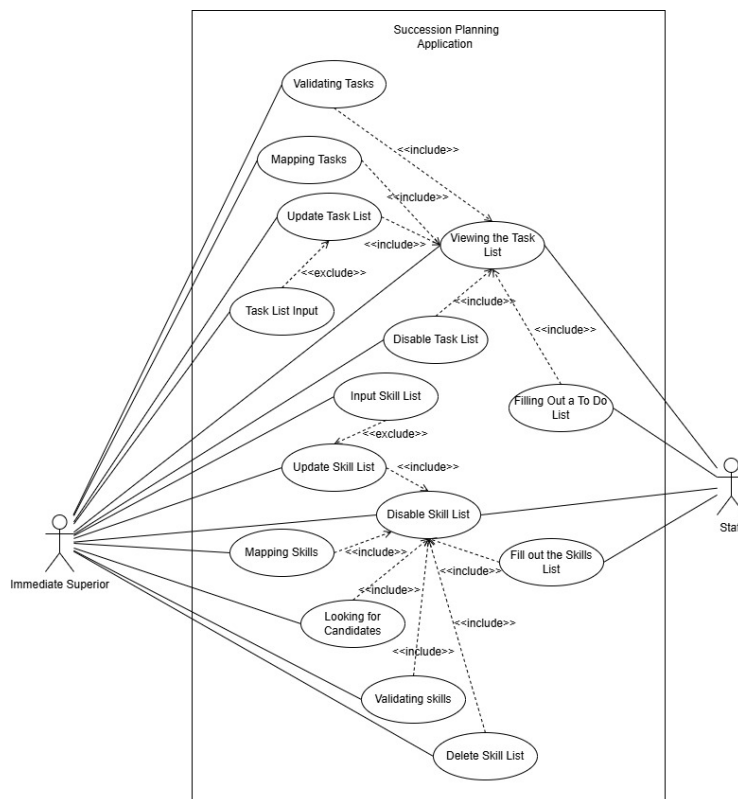 Succession Planning
Application
Validating Tasks
<<include>>
Mapping Tasks
<<include>>
Update Task List
<<include>>
Viewing the Task
List
<<exclude>>
Task List Input
<<include>>
Disable Task List
<<include>>
Input Skill List
Filling Out a To Do
List
<<exclude>>
Update Skill List
<<include>>
Disable Skill List
Staf
Mapping Skills
<<include>>
Fill out the Skills
List
<<include>>
Immediate Superior
<<include>>
Looking for
Candidates
<<include>>
<<include>>
Validating skills
Delete Skill List